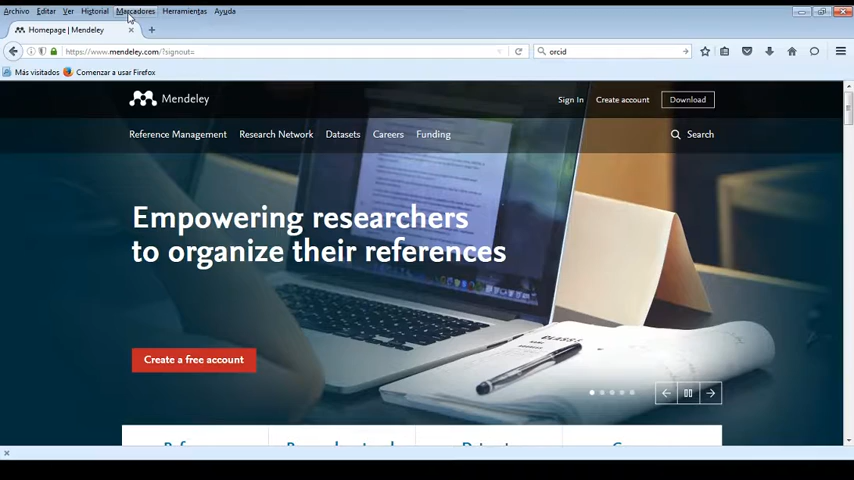 Archivo Editar Ver Historial Marcadores Herramientas Ayuda
Homepage | Mendeley
https://www.mendeley.com/?signout=
orcid
Más visitados Comenzar a usar Firefox
Mendeley
Sign In Create account Download
Reference Management Research Network Datasets Careers Funding Search
Empowering researchers
to organize their references
Create a free account